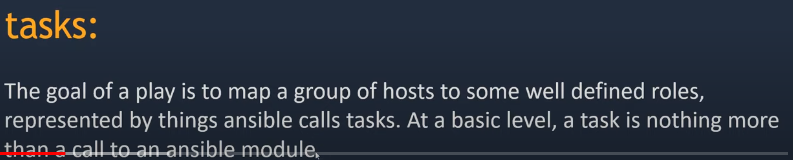 tasks:
The goal of a play is to map a group of hosts to some well defined roles,
represented by things ansible calls tasks. At a basic level, a task is nothing more
than a call to an ansible module.